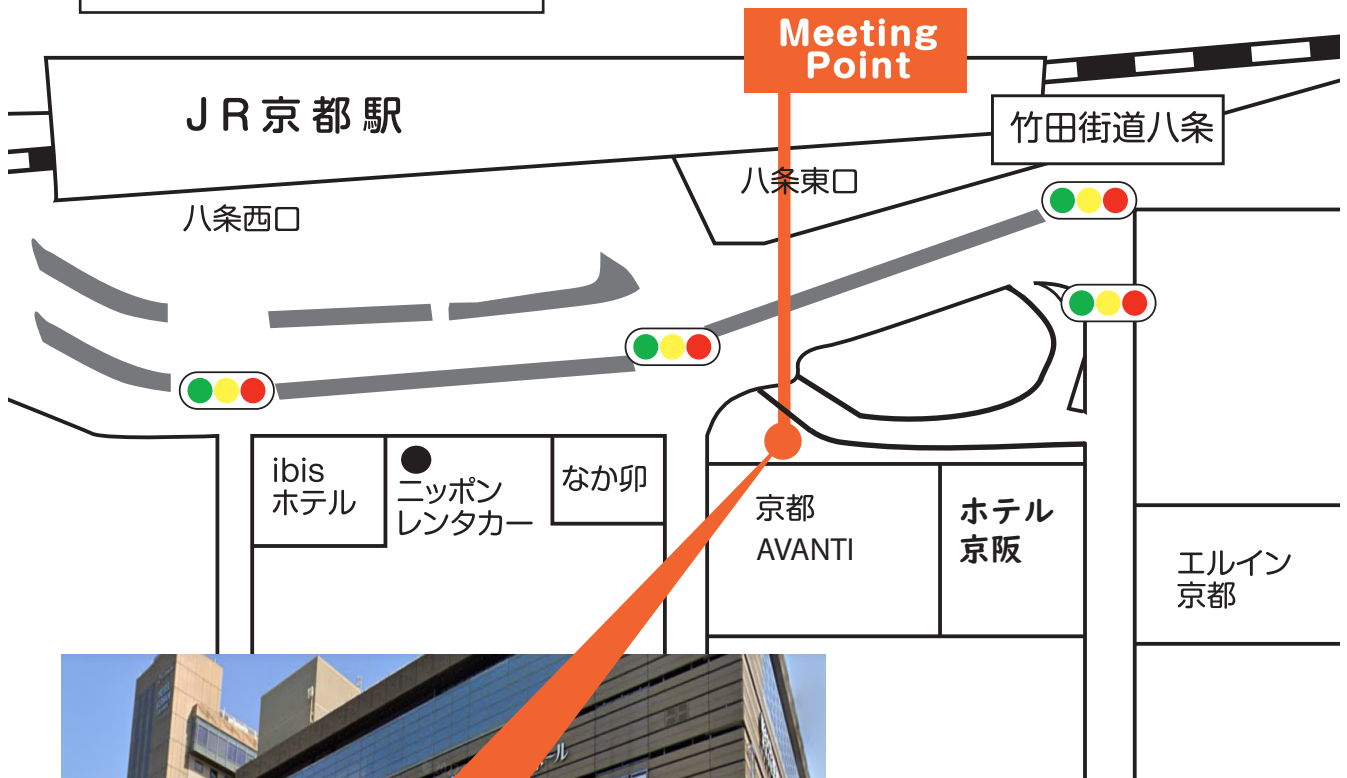 Meeting
Point
JR京都駅
竹田街道八条
八条東口
八条西口
ibis
ホテル
ニッポン
レンタカー
なか卯
京都
AVANTI
ホテル
京阪
エルイン
京都